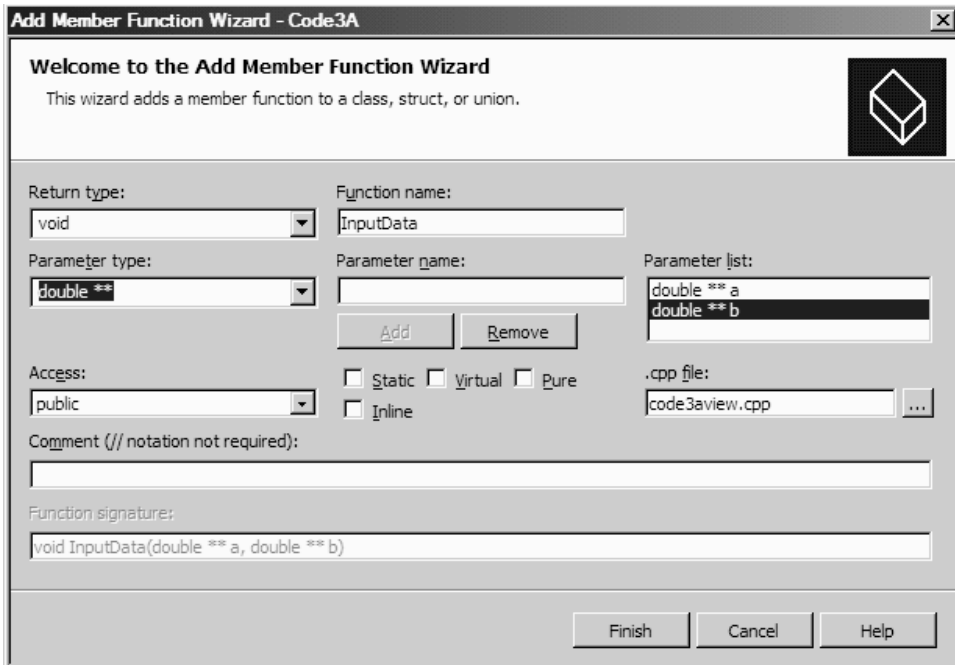 Add Member Function Wizard - Code3A
Welcome to the Add Member Function Wizard
This wizard adds a member function to a class, struct, or union.
Return type:
Function name:
void
InputData
Parameter type:
Parameter name:
Parameter list:
double **
double ** a
double ** b
Add
Remove
Access:
Static
Virtual
Pure
.cpp file:
public
Inline
code3aview.cpp
...
Comment (// notation not required):
Function signature:
void InputData(double ** a, double ** b)
Finish
Cancel
Help